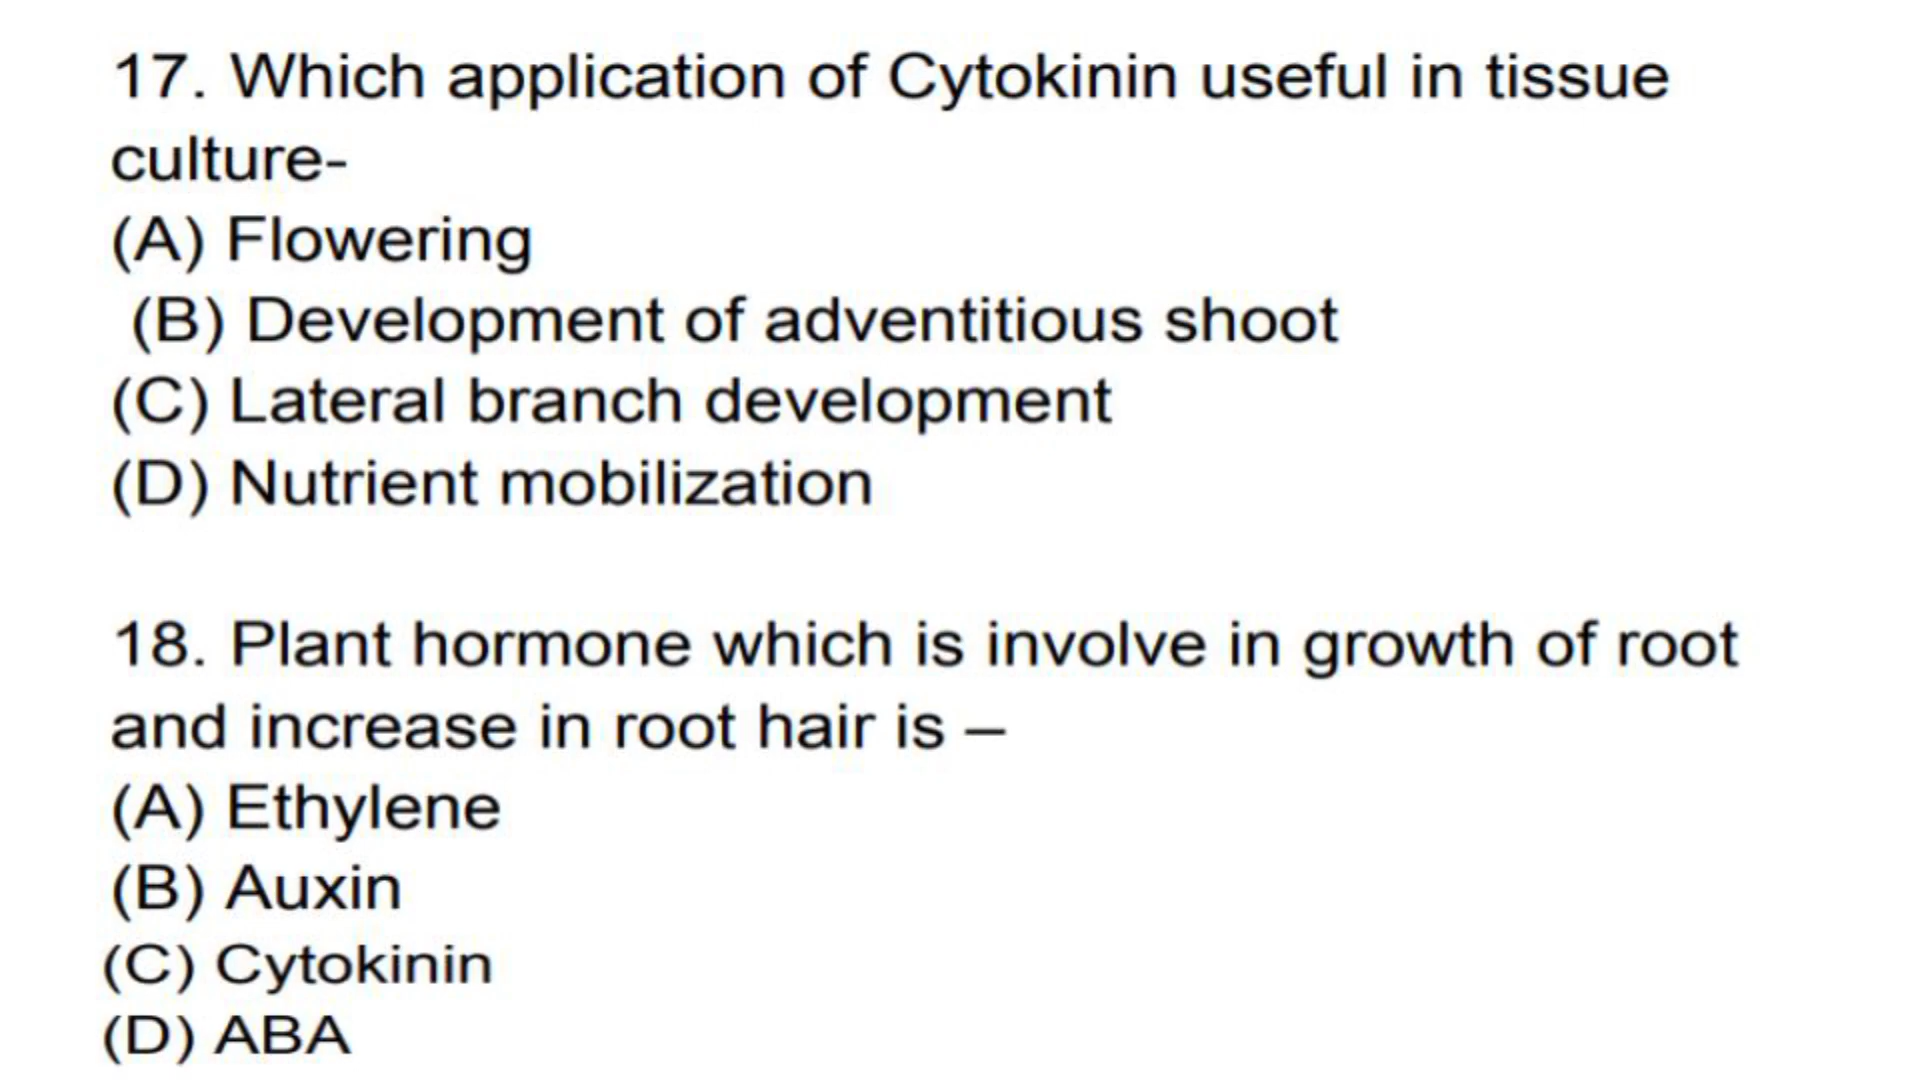 17. Which application of Cytokinin useful in tissue
culture-
(A) Flowering
(B) Development of adventitious shoot
(C) Lateral branch development
(D) Nutrient mobilization
18. Plant hormone which is involve in growth of root
and increase in root hair is –
(A) Ethylene
(B) Auxin
(C) Cytokinin
(D) ABA